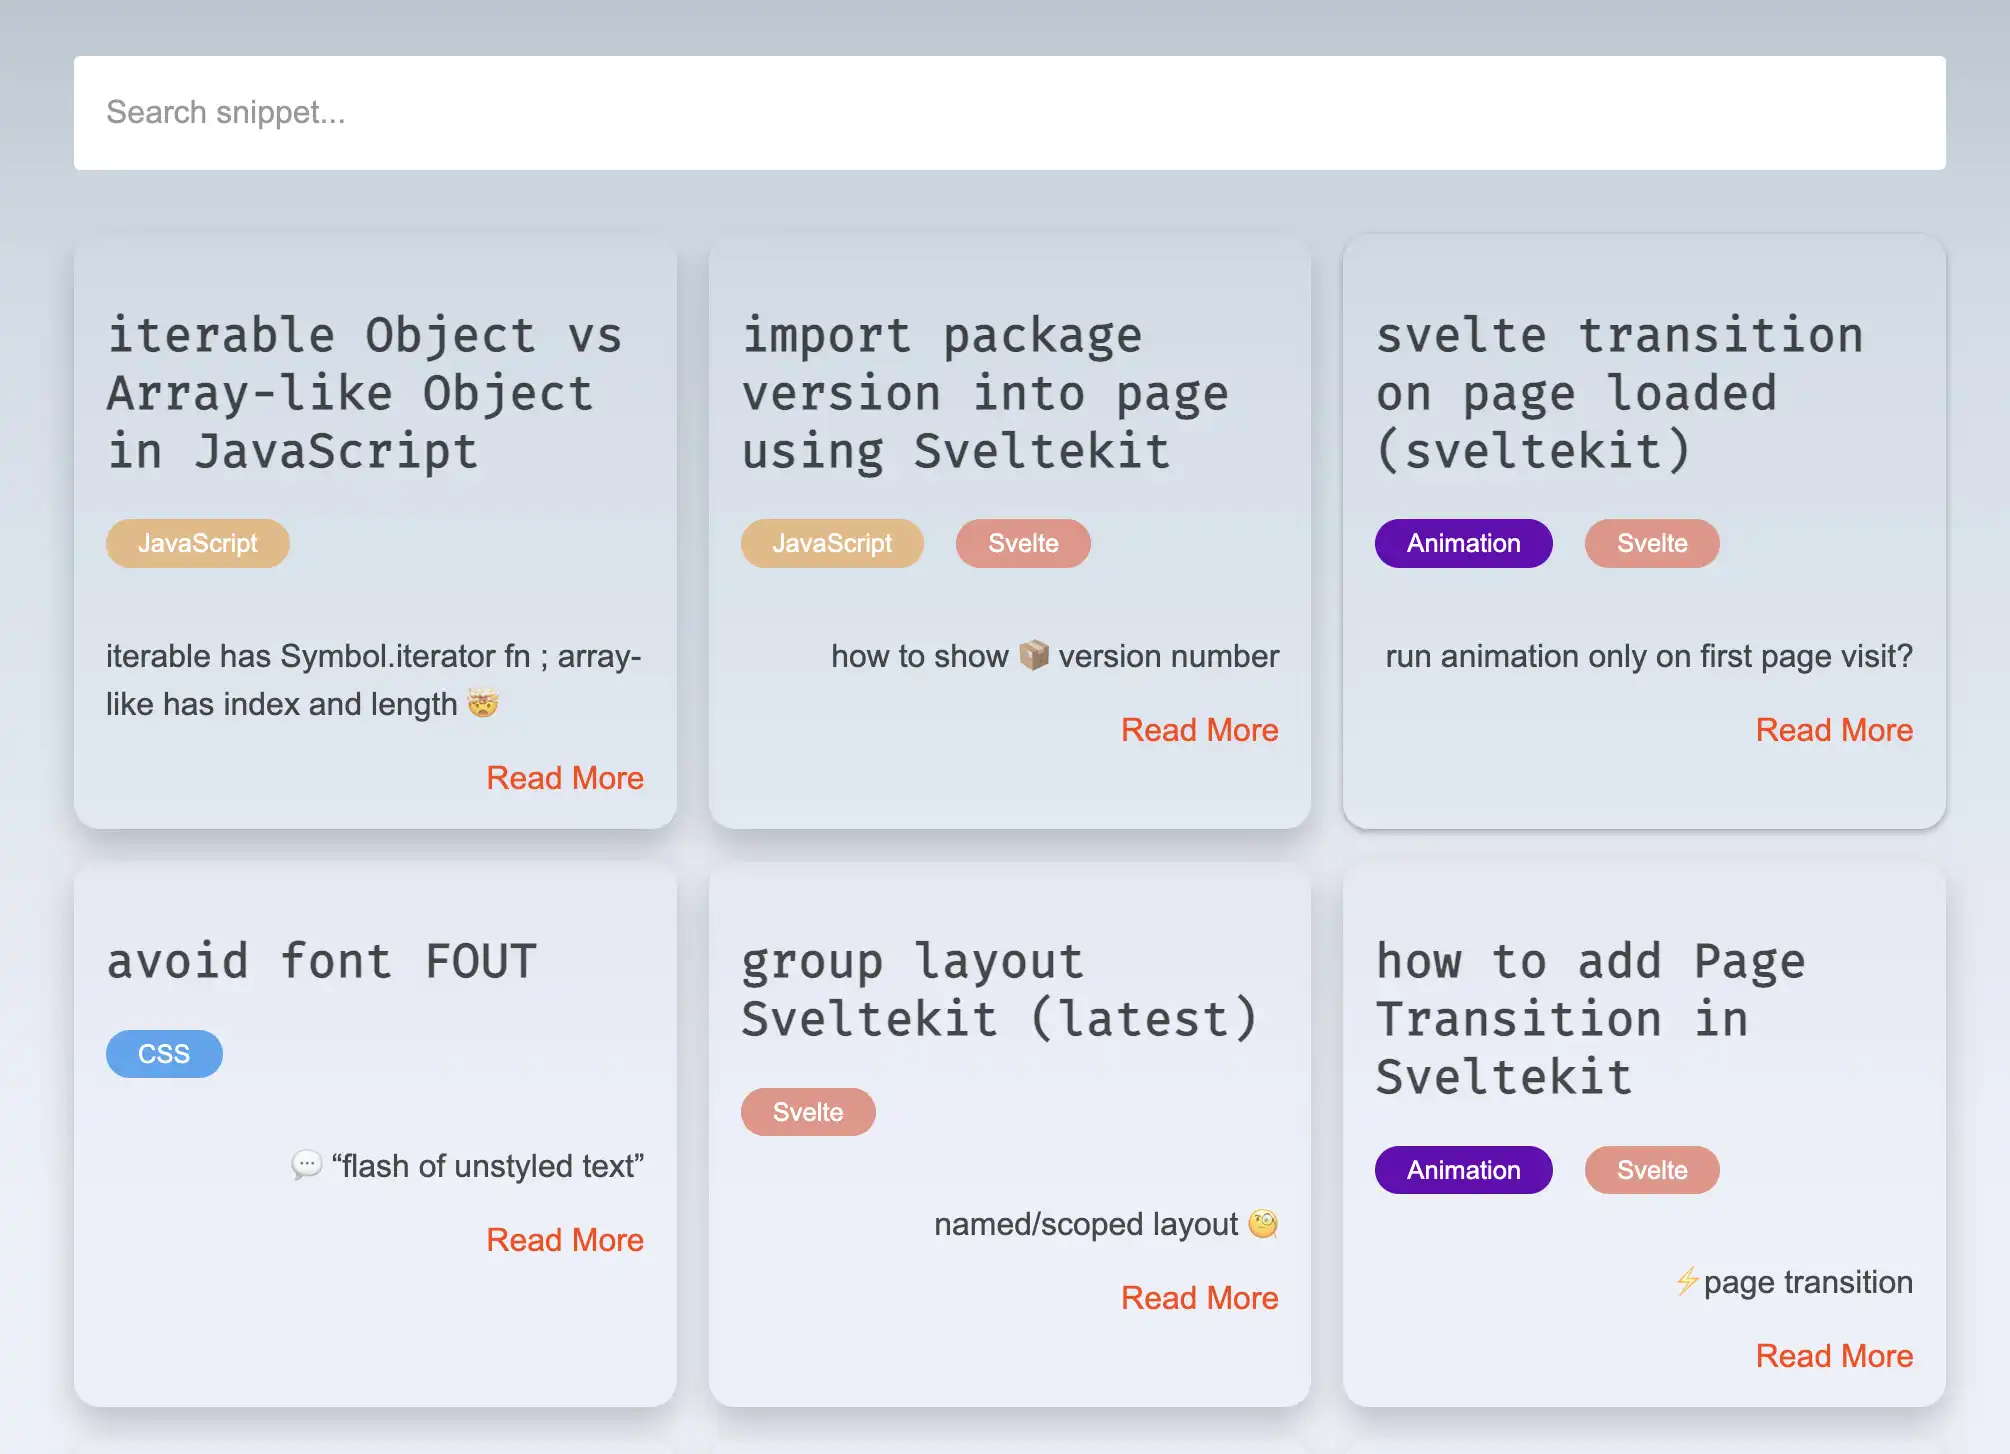 Search snippet...
iterable Object vs
Array-like Object
in JavaScript
JavaScript
iterable has Symbol.iterator fn ; array-
like has index and length 🤯
Read More
import package
version into page
using Sveltekit
JavaScript Svelte
how to show 📦 version number
Read More
svelte transition
on page loaded
(sveltekit)
Animation Svelte
run animation only on first page visit?
Read More
avoid font FOUT
CSS
💬 “flash of unstyled text”
Read More
group layout
Sveltekit (latest)
Svelte
named/scoped layout 🧐
Read More
how to add Page
Transition in
Sveltekit
Animation Svelte
⚡page transition
Read More